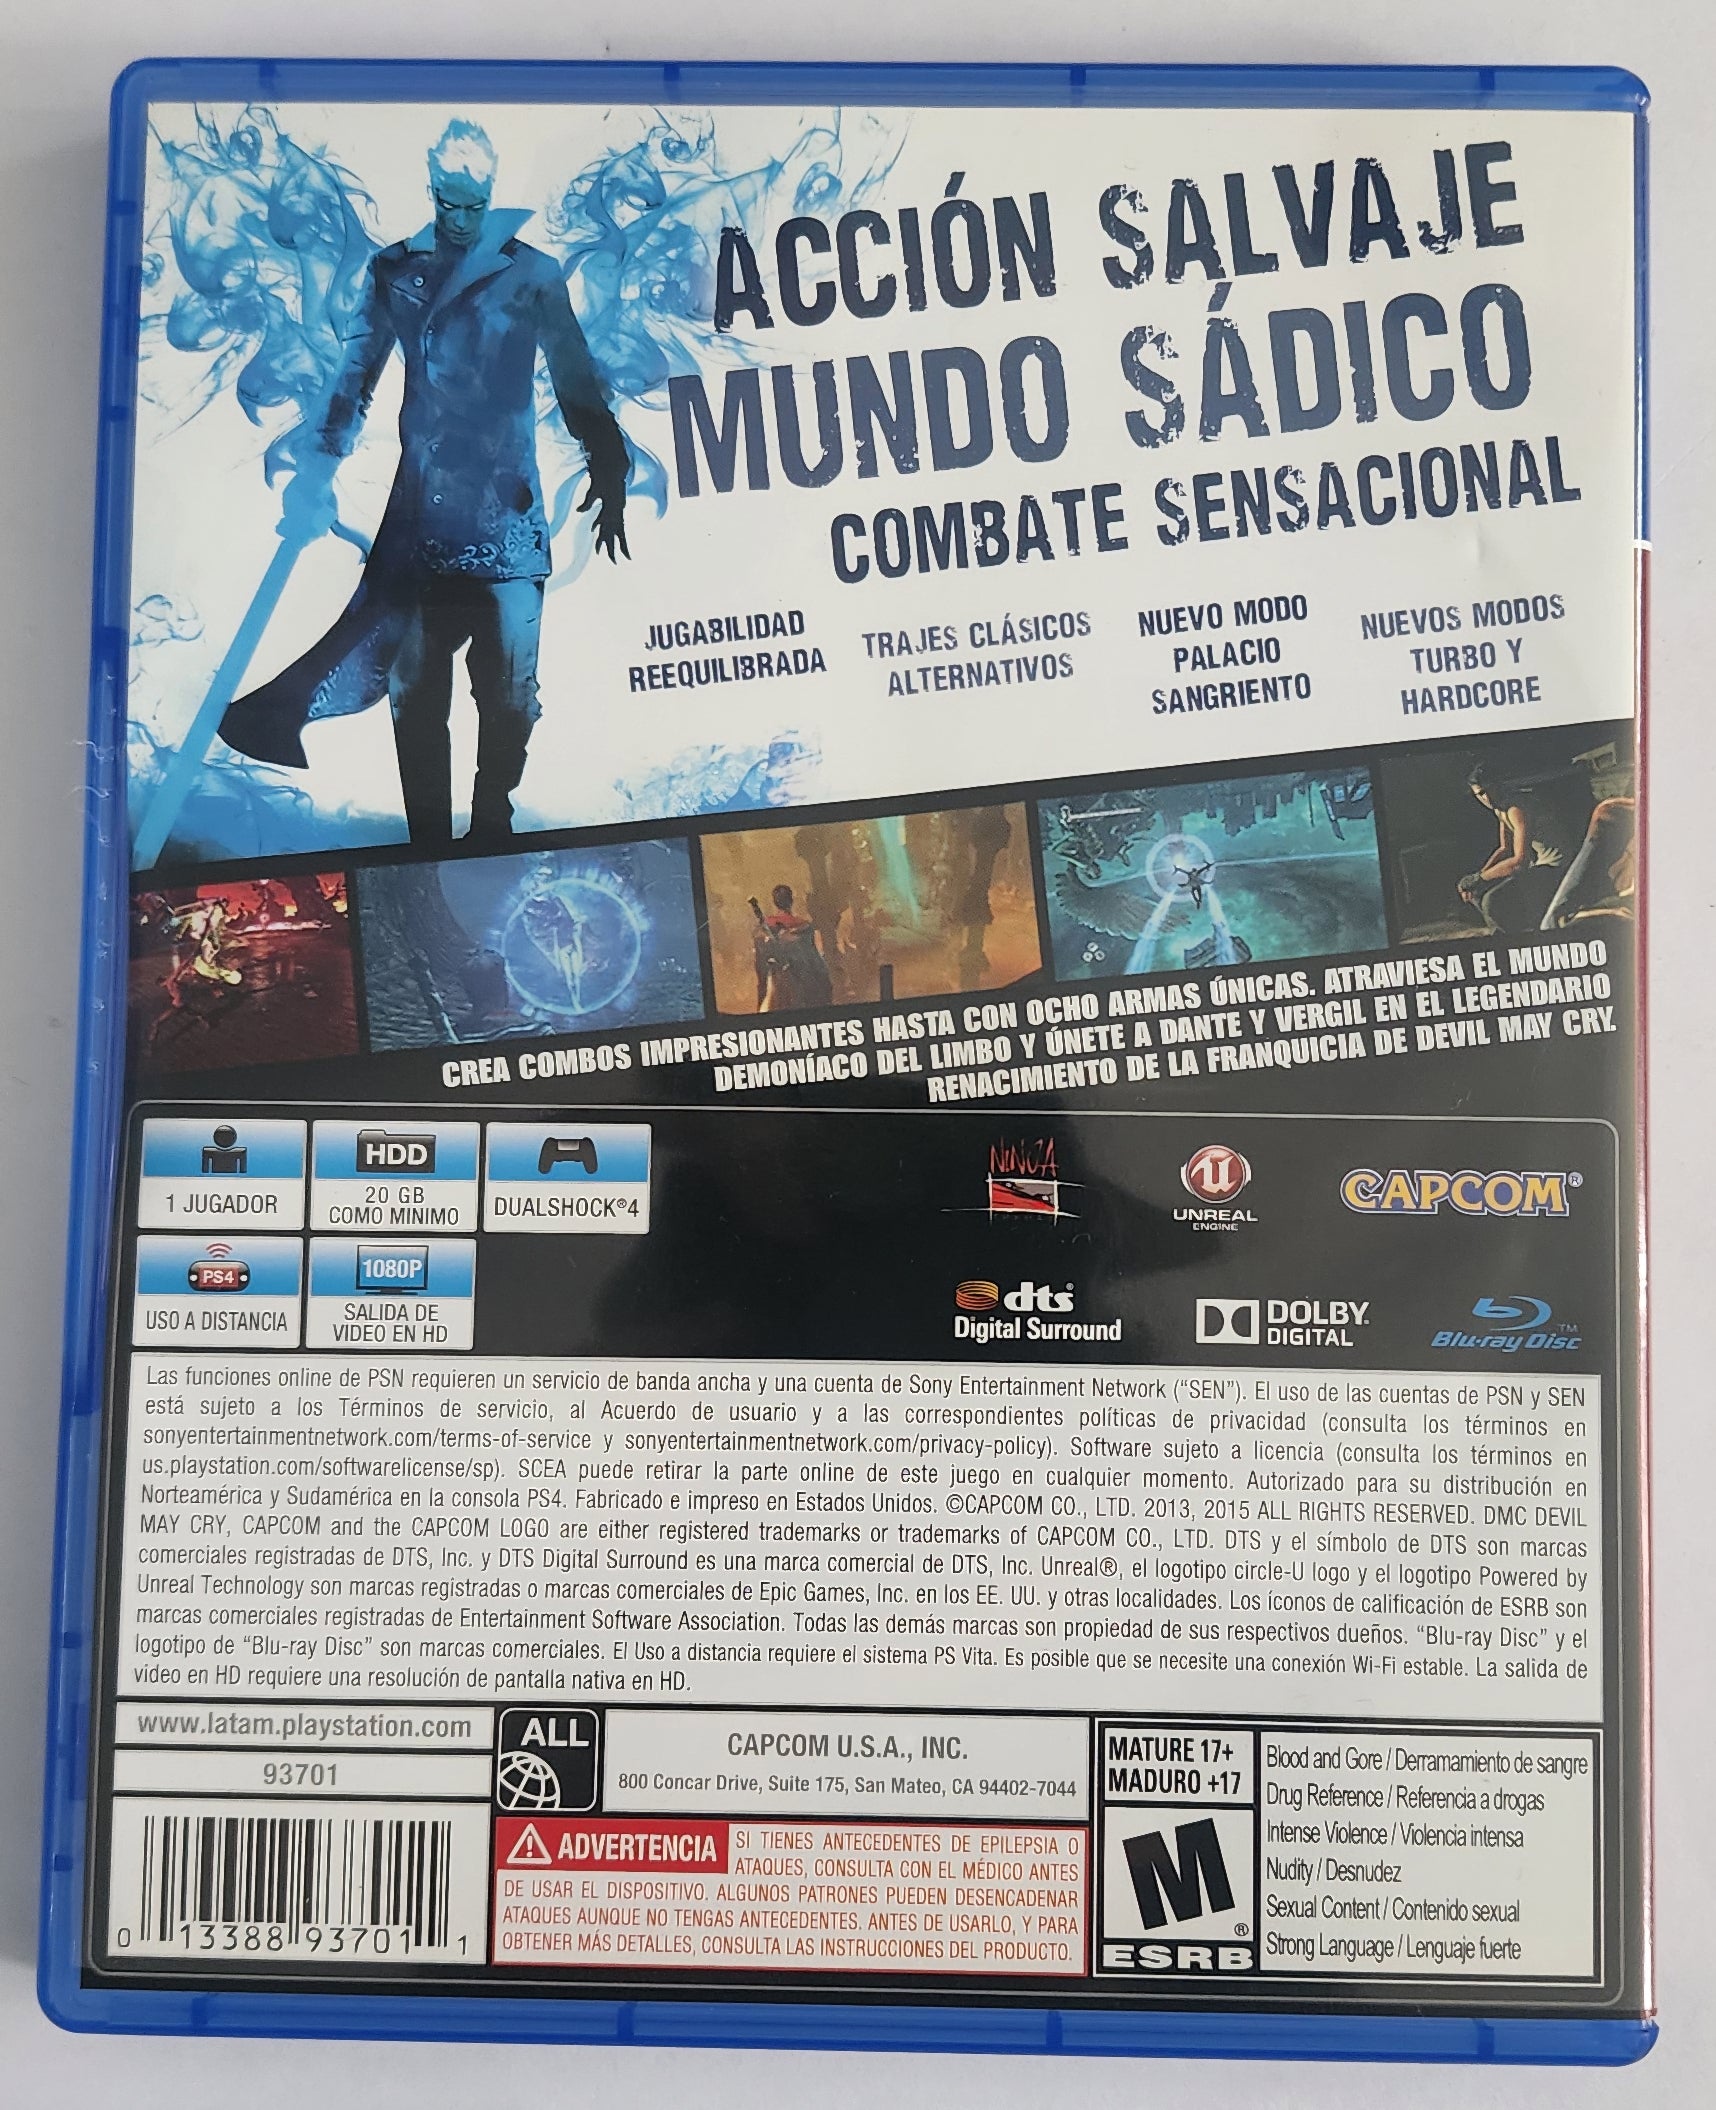 ACCIÓN SALVAJE
MUNDO SÁDICO
COMBATE SENSACIONAL
JUGABILIDAD
REEQUILIBRADA
TRAJES CLÁSICOS
ALTERNATIVOS
NUEVO MODO
PALACIO
SANGRIENTO
NUEVOS MODOS
TURBO Y
HARDCORE
CREA COMBOS IMPRESIONANTES HASTA CON OCHO ARMAS ÚNICAS. ATRAVIESA EL MUNDO
DEMONÍACO DEL LIMBO Y ÚNETE A DANTE Y VERGIL EN EL LEGENDARIO
RENACIMIENTO DE LA FRANQUICIA DE DEVIL MAY CRY.
1 JUGADOR
HDD
20 GB
COMO MINIMO
DUALSHOCK®4
PS4
USO A DISTANCIA
1080P
SALIDA DE
VIDEO EN HD
NINJA
UNREAL
ENGINE
CAPCOM®
dts
Digital Surround
DOLBY.
DIGITAL
Blu-ray Disc™
Las funciones online de PSN requieren un servicio de banda ancha y una cuenta de Sony Entertainment Network (“SEN”). El uso de las cuentas de PSN y SEN
está sujeto a los Términos de servicio, al Acuerdo de usuario y a las correspondientes políticas de privacidad (consulta los términos en
sonyentertainmentnetwork.com/terms-of-service y sonyentertainmentnetwork.com/privacy-policy). Software sujeto a licencia (consulta los términos en
us.playstation.com/softwarelicense/sp). SCEA puede retirar la parte online de este juego en cualquier momento. Autorizado para su distribución en
Norteamérica y Sudamérica en la consola PS4. Fabricado e impreso en Estados Unidos. ©CAPCOM CO., LTD. 2013, 2015 ALL RIGHTS RESERVED. DMC DEVIL
MAY CRY, CAPCOM and the CAPCOM LOGO are either registered trademarks or trademarks of CAPCOM CO., LTD. DTS y el símbolo de DTS son marcas
comerciales registradas de DTS, Inc. y DTS Digital Surround es una marca comercial de DTS, Inc. Unreal®, el logotipo circle-U logo y el logotipo Powered by
Unreal Technology son marcas registradas o marcas comerciales de Epic Games, Inc. en los EE. UU. y otras localidades. Los íconos de calificación de ESRB son
marcas comerciales registradas de Entertainment Software Association. Todas las demás marcas son propiedad de sus respectivos dueños. “Blu-ray Disc” y el
logotipo de “Blu-ray Disc” son marcas comerciales. El Uso a distancia requiere el sistema PS Vita. Es posible que se necesite una conexión Wi-Fi estable. La salida de
video en HD requiere una resolución de pantalla nativa en HD.
www.latam.playstation.com
93701
0 13388 93701 1
ALL
CAPCOM U.S.A., INC.
800 Concar Drive, Suite 175, San Mateo, CA 94402-7044
ADVERTENCIA SI TIENES ANTECEDENTES DE EPILEPSIA O
ATAQUES, CONSULTA CON EL MÉDICO ANTES
DE USAR EL DISPOSITIVO. ALGUNOS PATRONES PUEDEN DESENCADENAR
ATAQUES AUNQUE NO TENGAS ANTECEDENTES. ANTES DE USARLO, Y PARA
OBTENER MÁS DETALLES, CONSULTA LAS INSTRUCCIONES DEL PRODUCTO.
MATURE 17+
MADURO +17
M
®
ESRB
Blood and Gore / Derramamiento de sangre
Drug Reference / Referencia a drogas
Intense Violence / Violencia intensa
Nudity / Desnudez
Sexual Content / Contenido sexual
Strong Language / Lenguaje fuerte